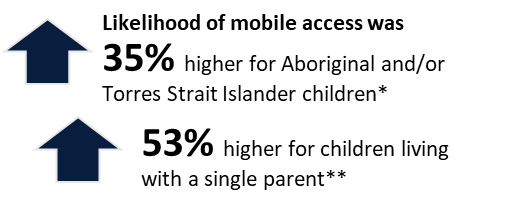 Likelihood of mobile access was
35% higher for Aboriginal and/or
Torres Strait Islander children*
53% higher for children living
with a single parent**